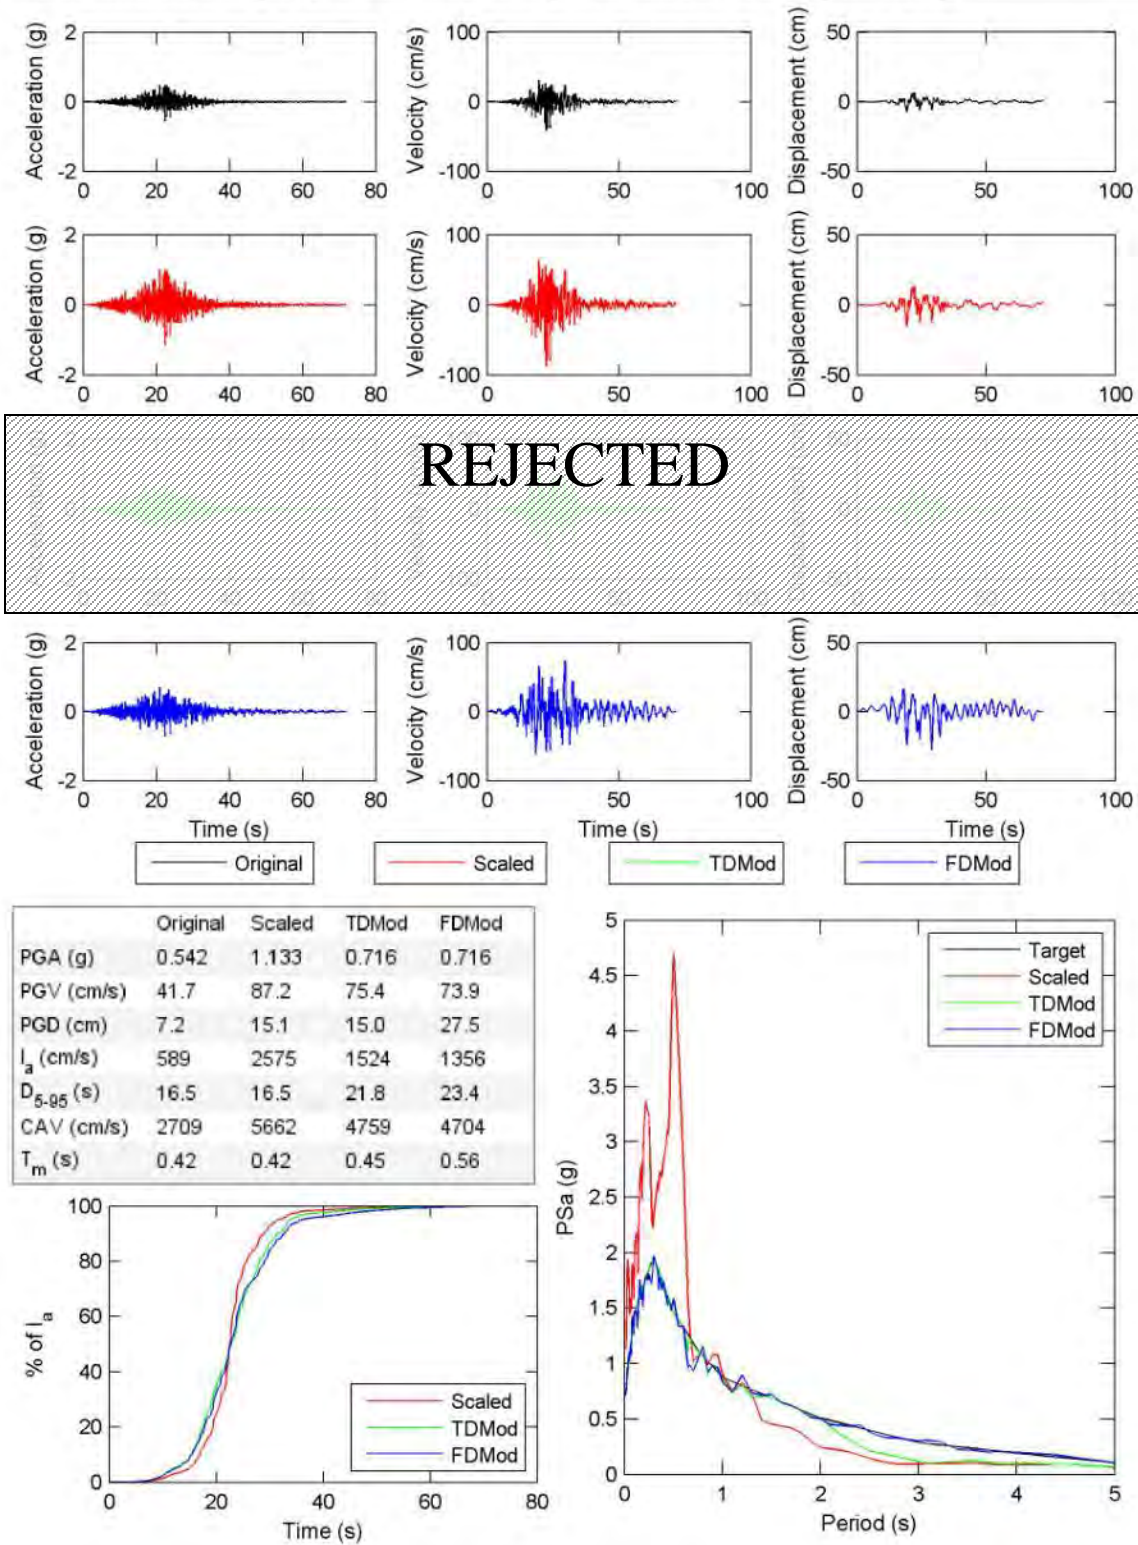 Acceleration (g)
2
0
-2
0 20 40 60 80
Velocity (cm/s)
100
0
-100
0 50 100
Displacement (cm)
50
0
-50
0 50 100
Acceleration (g)
2
0
-2
0 20 40 60 80
Velocity (cm/s)
100
0
-100
0 50 100
Displacement (cm)
50
0
-50
0 50 100
REJECTED
Acceleration (g)
2
0
-2
0 20 40 60 80
Time (s)
Velocity (cm/s)
100
0
-100
0 50 100
Time (s)
Displacement (cm)
50
0
-50
0 50 100
Time (s)
Original Scaled TDMod FDMod
Original Scaled TDMod FDMod
PGA (g) 0.542 1.133 0.716 0.716
PGV (cm/s) 41.7 87.2 75.4 73.9
PGD (cm) 7.2 15.1 15.0 27.5
Ia (cm/s) 589 2575 1524 1356
D5-95 (s) 16.5 16.5 21.8 23.4
CAV (cm/s) 2709 5662 4759 4704
Tm (s) 0.42 0.42 0.45 0.56
% of Ia
100
80
60
40
20
0
0 20 40 60 80
Time (s)
Scaled
TDMod
FDMod
PSa (g)
5
4.5
4
3.5
3
2.5
2
1.5
1
0.5
0
0 1 2 3 4 5
Period (s)
Target
Scaled
TDMod
FDMod